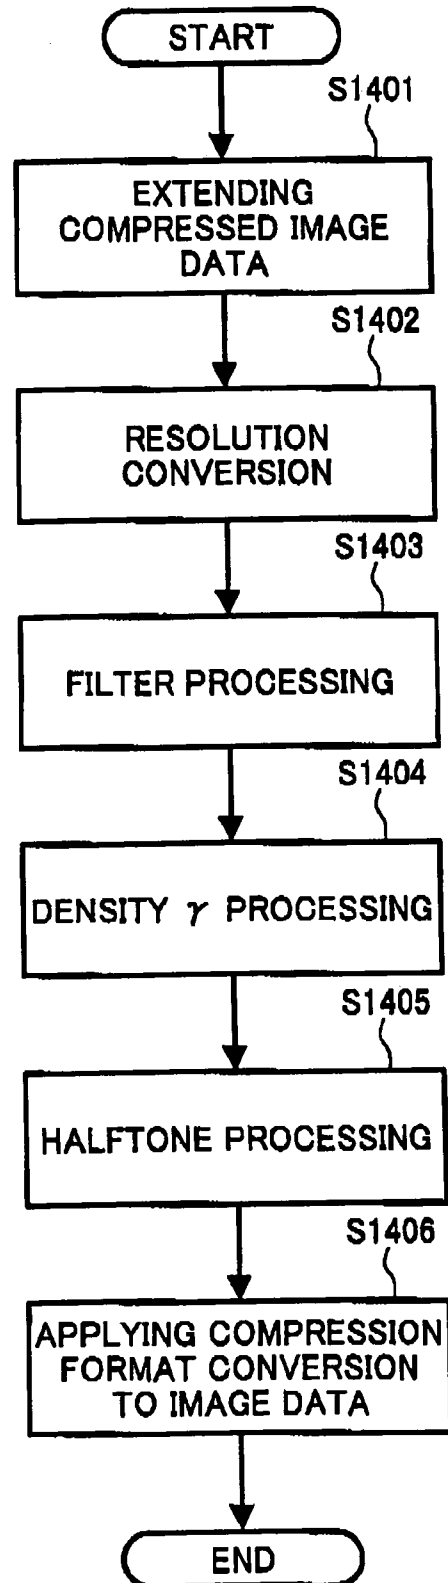 START
S1401
EXTENDING
COMPRESSED IMAGE
DATA
S1402
RESOLUTION
CONVERSION
S1403
FILTER PROCESSING
S1404
DENSITY γ PROCESSING
S1405
HALFTONE PROCESSING
S1406
APPLYING COMPRESSION
FORMAT CONVERSION
TO IMAGE DATA
END